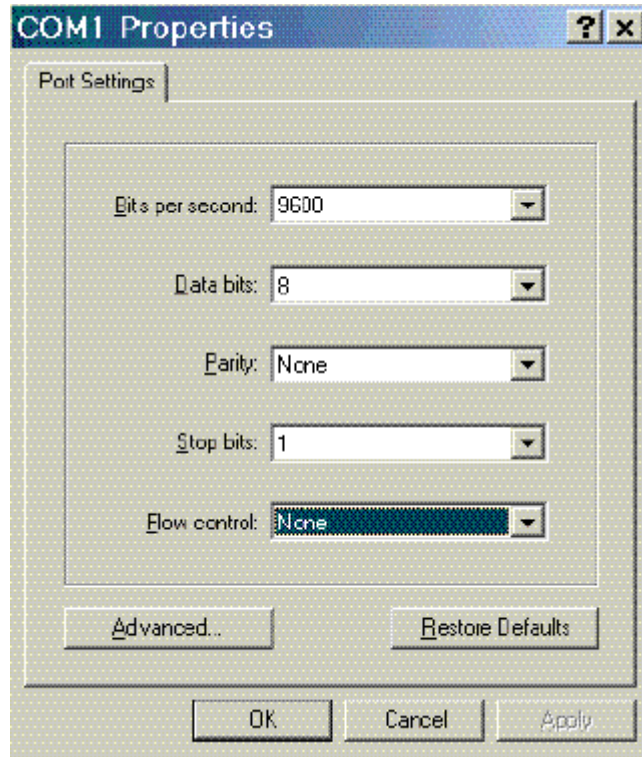 COM1 Properties
Port Settings
Bits per second: 9600
Data bits: 8
Parity: None
Stop bits: 1
Flow control: None
Advanced... Restore Defaults
OK Cancel Apply